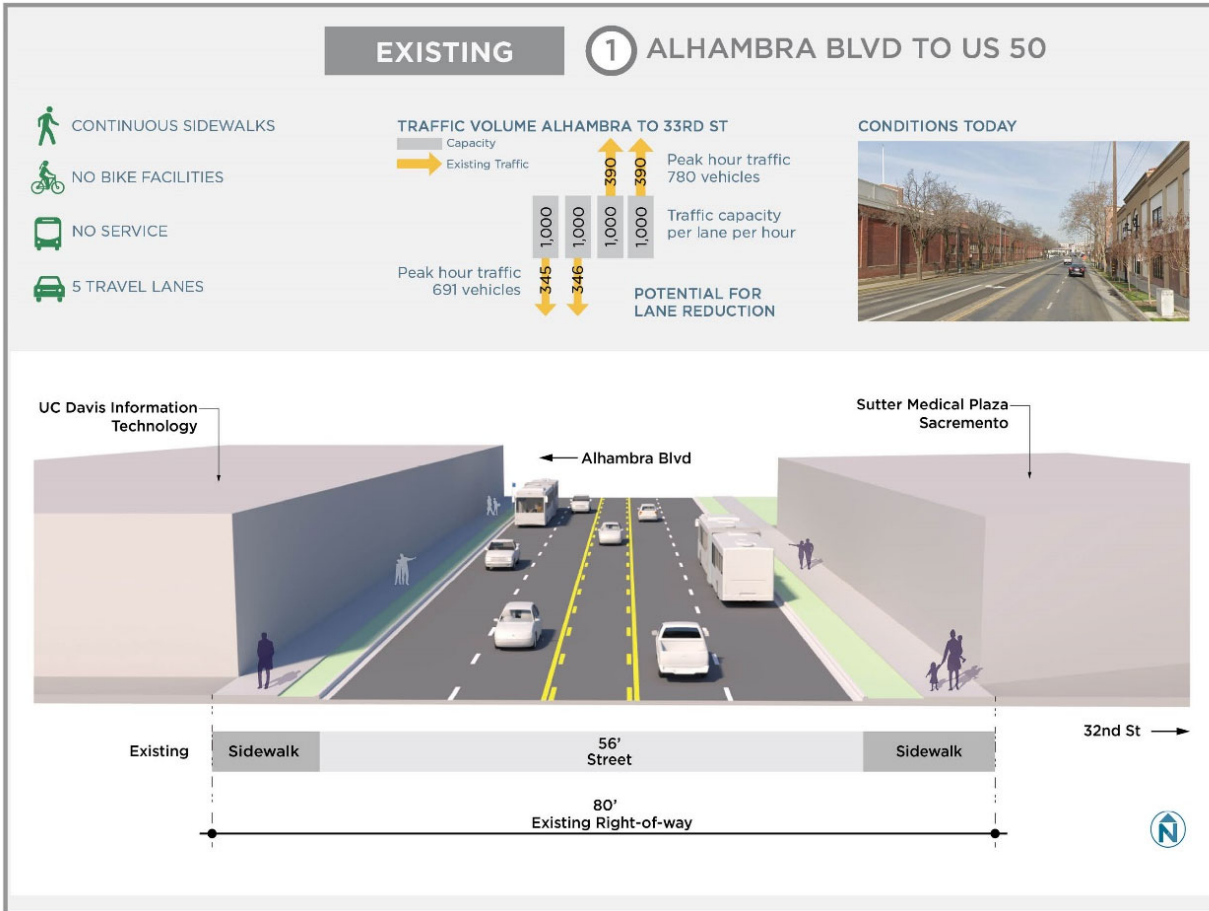 EXISTING
1 ALHAMBRA BLVD TO US 50
CONTINUOUS SIDEWALKS
NO BIKE FACILITIES
NO SERVICE
5 TRAVEL LANES
TRAFFIC VOLUME ALHAMBRA TO 33RD ST
Capacity
Existing Traffic
390
390
Peak hour traffic
780 vehicles
1,000
1,000
1,000
1,000
Traffic capacity
per lane per hour
Peak hour traffic
691 vehicles
345
346
POTENTIAL FOR
LANE REDUCTION
CONDITIONS TODAY
UC Davis Information
Technology
Alhambra Blvd
Sutter Medical Plaza
Sacremento
32nd St
Existing
Sidewalk
56’
Street
Sidewalk
80’
Existing Right-of-way
N